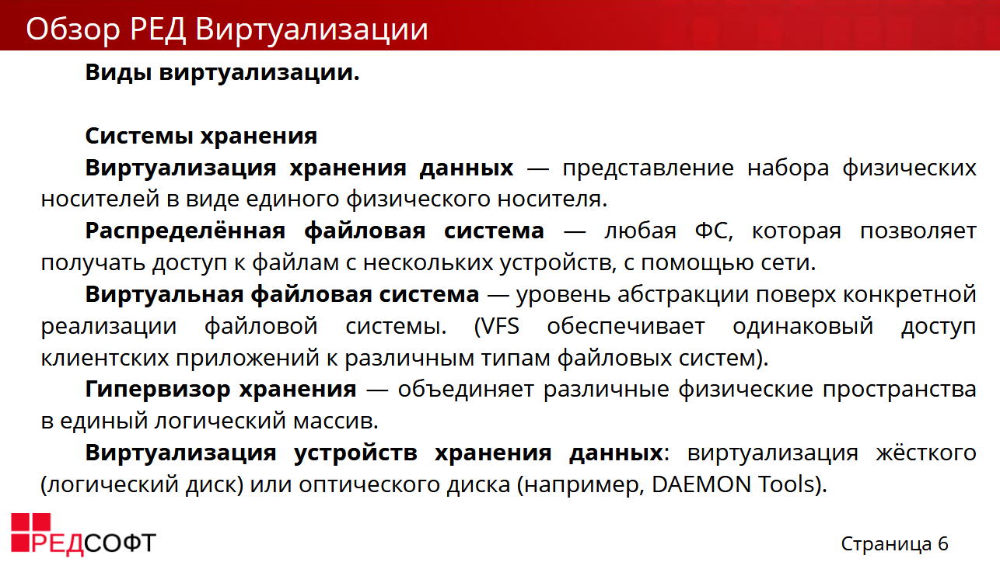 Обзор РЕД Виртуализации
Виды виртуализации.
Системы хранения
Виртуализация хранения данных — представление набора физических
носителей в виде единого физического носителя.
Распределённая файловая система — любая ФС, которая позволяет
получать доступ к файлам с нескольких устройств, с помощью сети.
Виртуальная файловая система — уровень абстракции поверх конкретной
реализации файловой системы. (VFS обеспечивает одинаковый доступ
клиентских приложений к различным типам файловых систем).
Гипервизор хранения — объединяет различные физические пространства
в единый логический массив.
Виртуализация устройств хранения данных: виртуализация жёсткого
(логический диск) или оптического диска (например, DAEMON Tools).
РЕДСОФТ
Страница 6